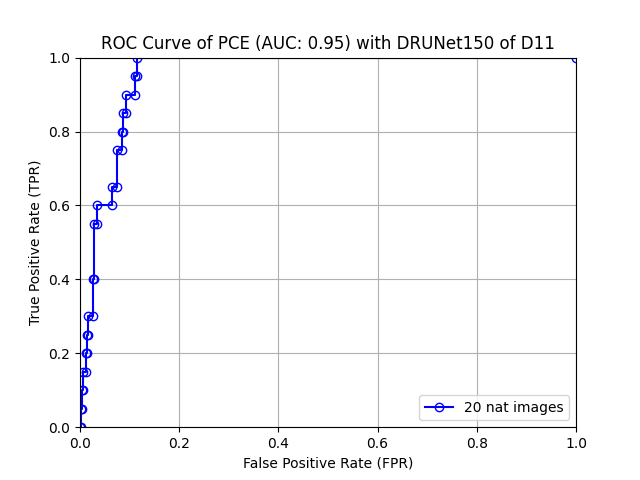 ROC Curve of PCE (AUC: 0.95) with DRUNet150 of D11
True Positive Rate (TPR)
1.0
0.8
0.6
0.4
0.2
0.0
20 nat images
0.0 0.2 0.4 0.6 0.8 1.0
False Positive Rate (FPR)